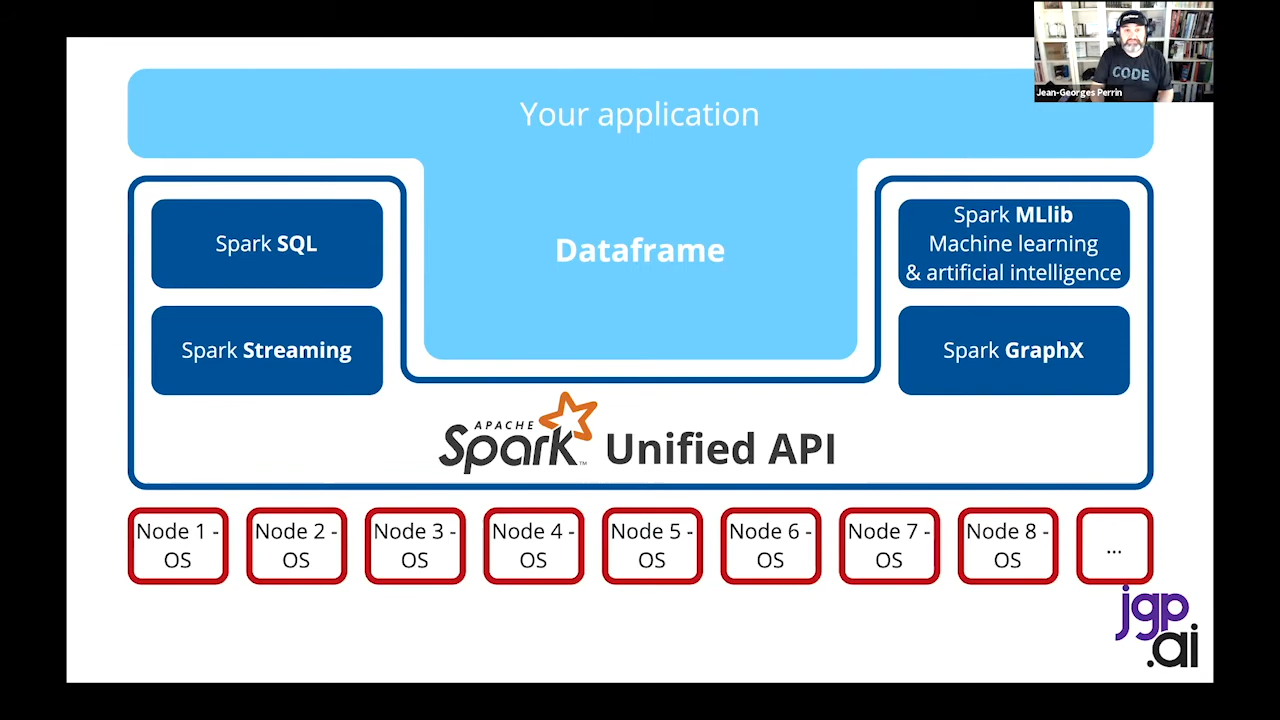 Your application
CODE
Jean-Georges Perrin
Spark SQL
Dataframe
Spark MLlib
Machine learning
& artificial intelligence
Spark Streaming
Spark GraphX
APACHE
Spark™ Unified API
Node 1 -
OS
Node 2 -
OS
Node 3 -
OS
Node 4 -
OS
Node 5 -
OS
Node 6 -
OS
Node 7 -
OS
Node 8 -
OS
...
jgp
.ai